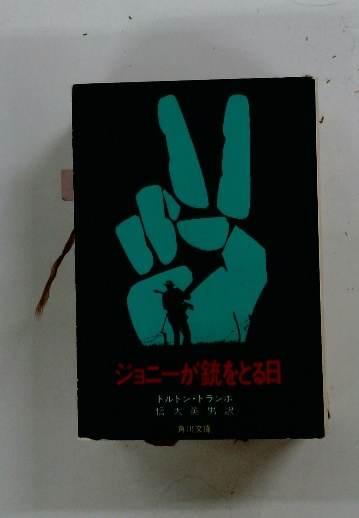 ジョニーが銃をとる日
ドルトン・トランボ
信太英男訳
角川文庫